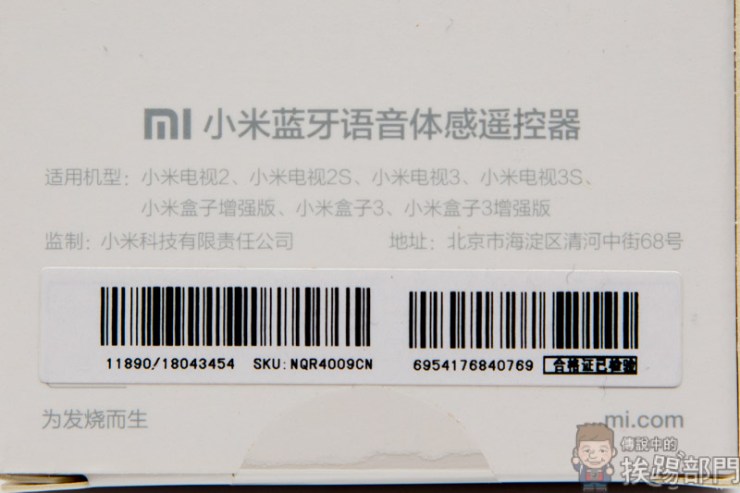 mi 小米蓝牙语音体感遥控器
适用机型：小米电视2、小米电视2S、小米电视3、小米电视3S、
小米盒子增强版、小米盒子3、小米盒子3增强版
监制：小米科技有限责任公司 地址：北京市海淀区清河中街68号
11890/18043454 SKU:NQR4009CN 6954176840769 合格证已检验
为发烧而生 mi.com
傳說中的
挨踢部門